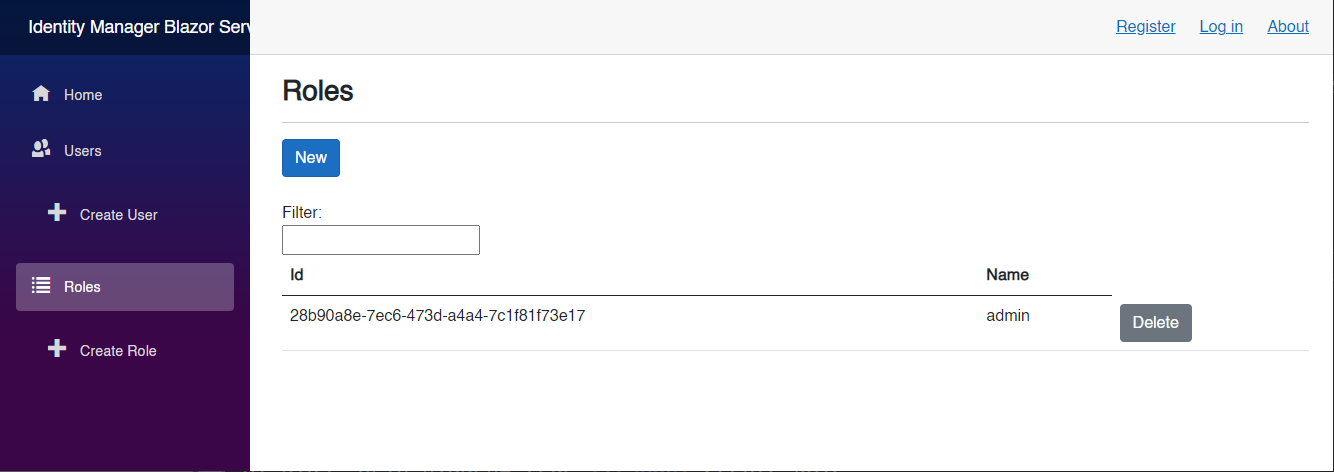 Identity Manager Blazor Serv
Register Log in About
Home
Users
Create User
Roles
Create Role
Roles
New
Filter:
Id Name
28b90a8e-7ec6-473d-a4a4-7c1f81f73e17 admin Delete